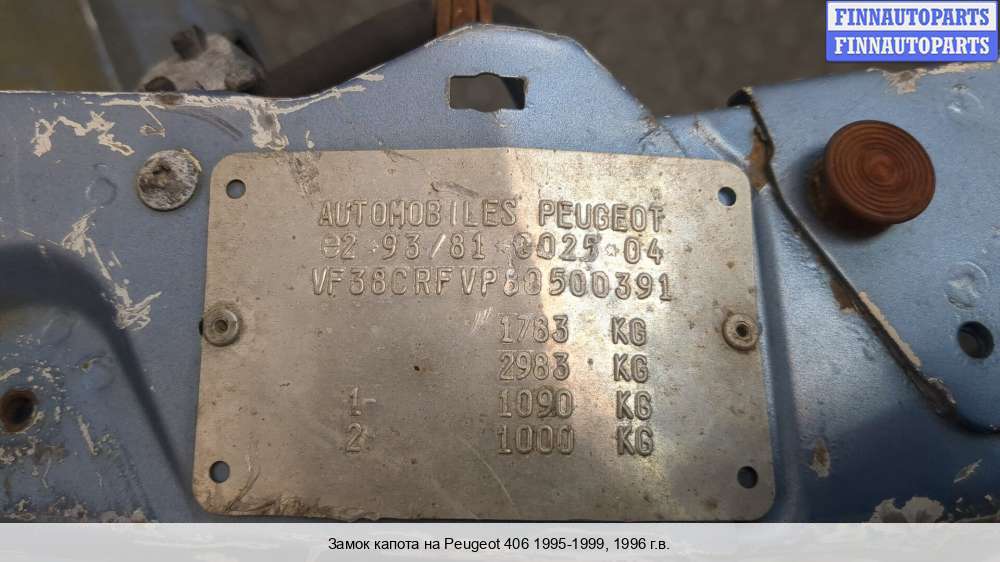 FINNAUTOPARTS
FINNAUTOPARTS
AUTOMOBILES PEUGEOT
e2*93/81*0025*04
VF38CRFVP80500391
1783 KG
2983 KG
1- 1090 KG
2- 1000 KG
Замок капота на Peugeot 406 1995-1999, 1996 г.в.